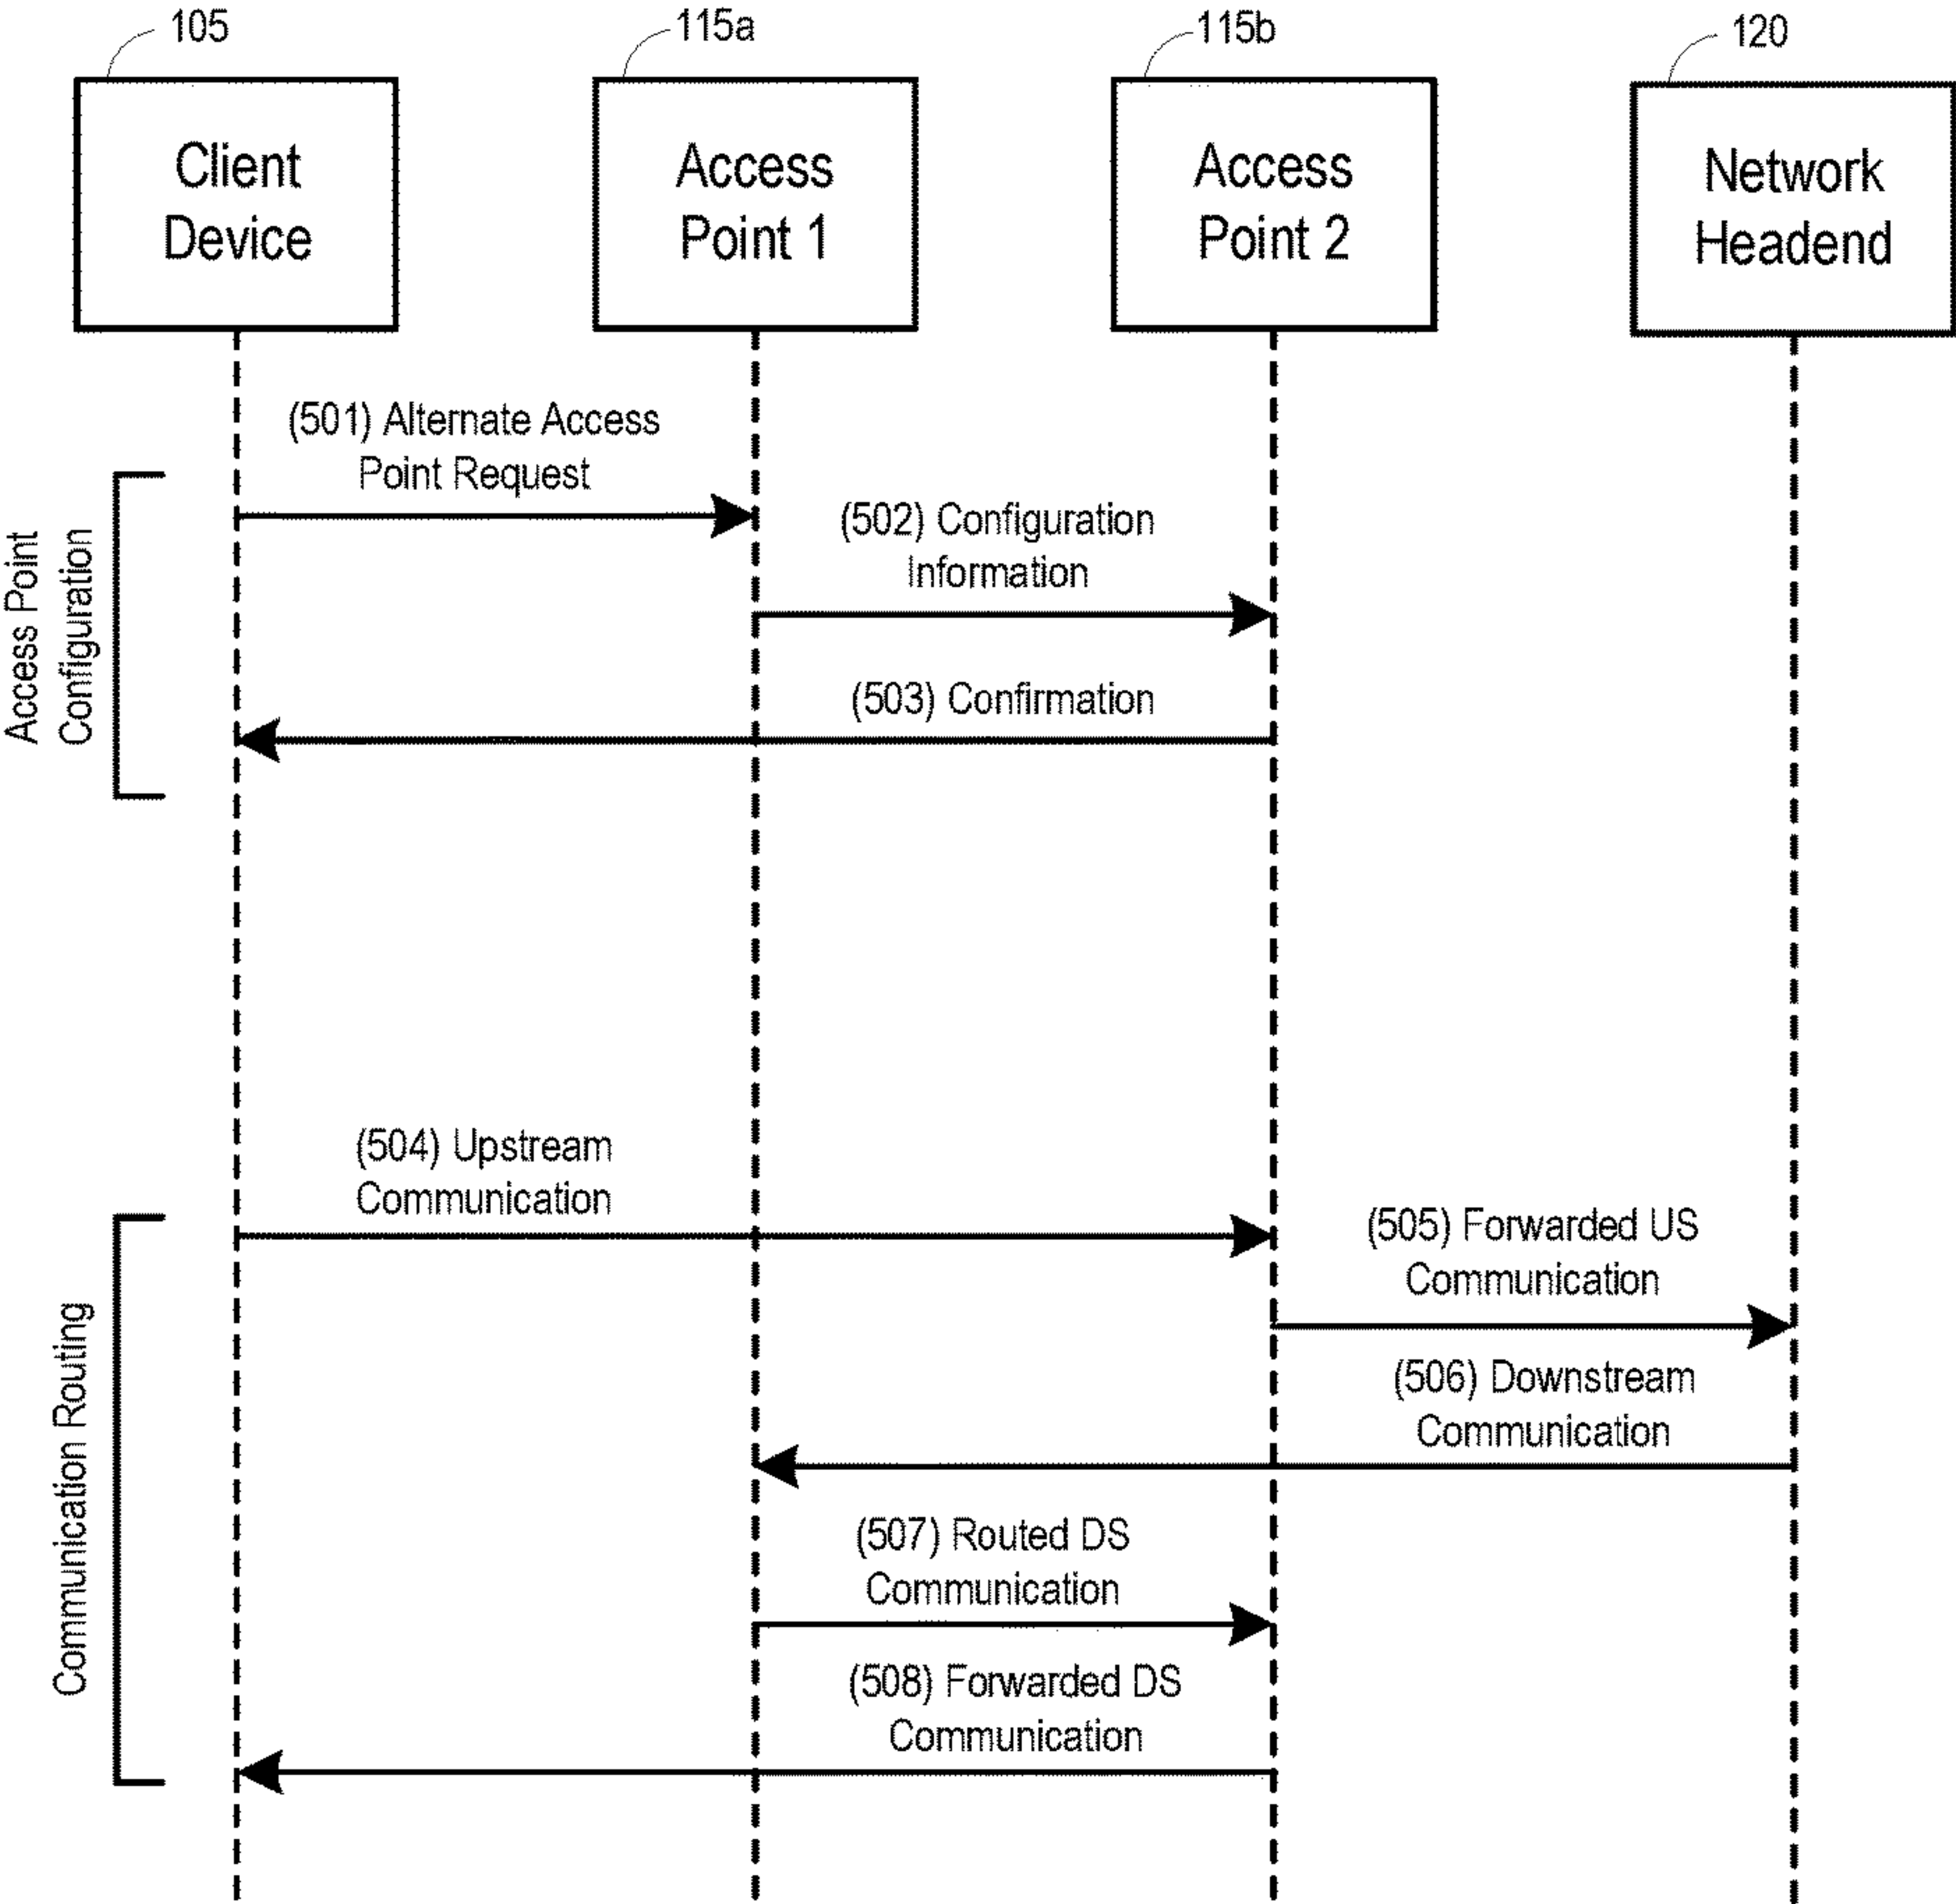 105
115a
115b
120
Client
Device
Access
Point 1
Access
Point 2
Network
Headend
(501) Alternate Access
Point Request
(502) Configuration
Information
(503) Confirmation
Access Point
Configuration
(504) Upstream
Communication
(505) Forwarded US
Communication
(506) Downstream
Communication
(507) Routed DS
Communication
(508) Forwarded DS
Communication
Communication Routing